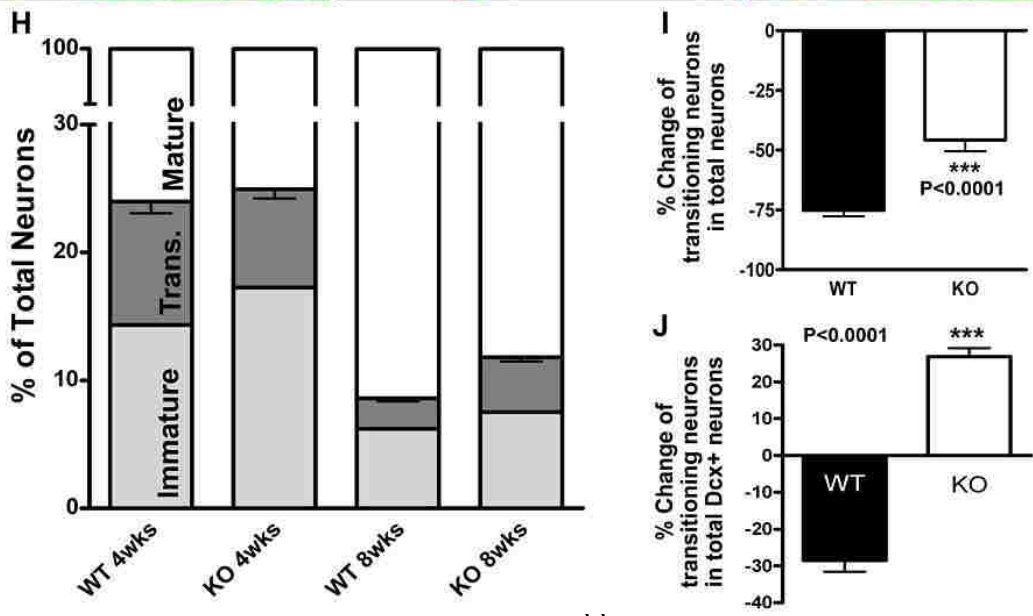 H
100
30
20
10
0
% of Total Neurons
Mature
Trans.
Immature
WT 4wks
KO 4wks
WT 8wks
KO 8wks
I
% Change of
transitioning neurons
in total neurons
0
-25
-50
-75
-100
***
P<0.0001
WT
KO
J
% Change of
transitioning neurons
in total Dcx+ neurons
30
20
10
0
-10
-20
-30
-40
P<0.0001
***
WT
KO